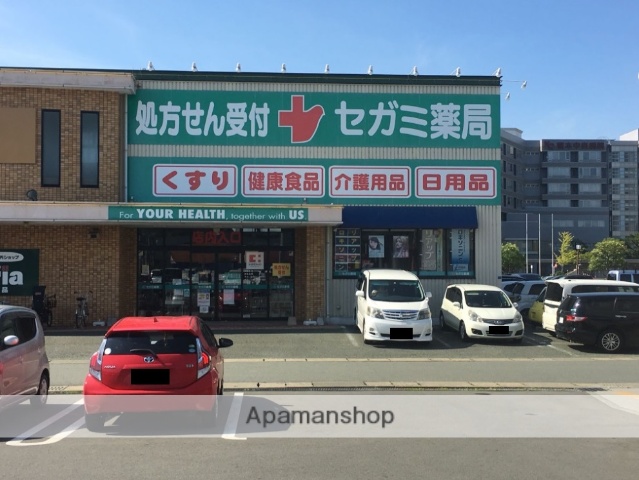 処方せん受付
セガミ薬局
くすり
健康食品
介護用品
日用品
For YOUR HEALTH, together with US
Apamanshop